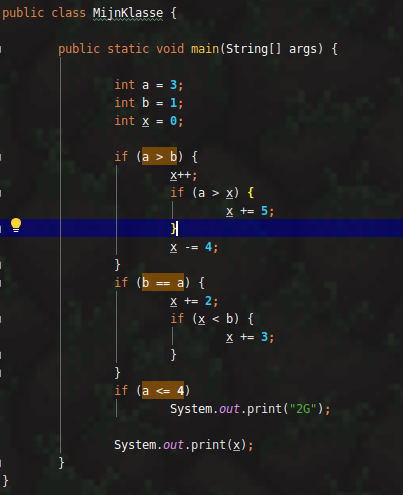 public class MijnKlasse {
public static void main(String[] args) {
int a = 3;
int b = 1;
int x = 0;
if (a > b) {
x++;
if (a > x) {
x += 5;
}
x -= 4;
}
if (b == a) {
x += 2;
if (x < b) {
x += 3;
}
}
if (a <= 4)
System.out.print("2G");
System.out.print(x);
}
}